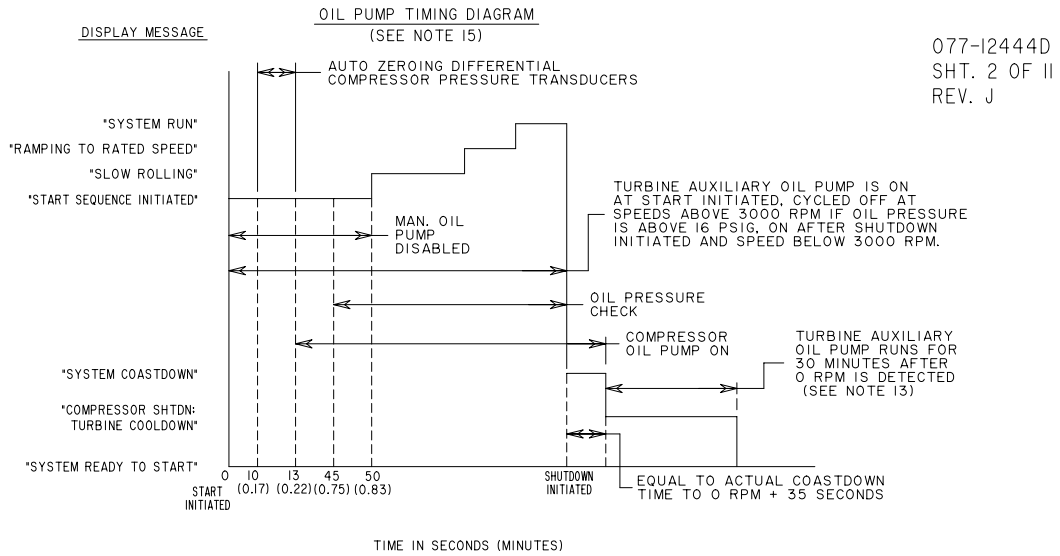 OIL PUMP TIMING DIAGRAM
(SEE NOTE 15)
DISPLAY MESSAGE
077-12444D
SHT. 2 OF 11
REV. J
AUTO ZEROING DIFFERENTIAL
COMPRESSOR PRESSURE TRANSDUCERS
"SYSTEM RUN"
"RAMPING TO RATED SPEED"
"SLOW ROLLING"
"START SEQUENCE INITIATED"
TURBINE AUXILIARY OIL PUMP IS ON
AT START INITIATED, CYCLED OFF AT
SPEEDS ABOVE 3000 RPM IF OIL PRESSURE
IS ABOVE 16 PSIG, ON AFTER SHUTDOWN
INITIATED AND SPEED BELOW 3000 RPM.
MAN. OIL
PUMP
DISABLED
OIL PRESSURE
CHECK
COMPRESSOR
OIL PUMP ON
TURBINE AUXILIARY
OIL PUMP RUNS FOR
30 MINUTES AFTER
0 RPM IS DETECTED
(SEE NOTE 13)
"SYSTEM COASTDOWN"
"COMPRESSOR SHTDN:
TURBINE COOLDOWN"
"SYSTEM READY TO START"
0 10 13 45 50
(0.17) (0.22) (0.75) (0.83)
START
INITIATED
SHUTDOWN
INITIATED
EQUAL TO ACTUAL COASTDOWN
TIME TO 0 RPM + 35 SECONDS
TIME IN SECONDS (MINUTES)